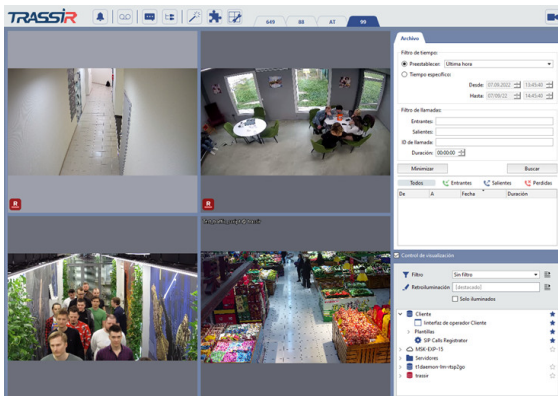 TRASSIR
649
88
AT
99
Archivo
Filtro de tiempo:
Preestablecer: Última hora
Tiempo específico:
Desde: 07.09.2022 13:45:40
Hasta: 07/09/22 14:45:40
Filtro de llamadas:
Entrantes:
Salientes:
ID de llamada:
Duración: 00:00:00
Minimizar Buscar
Todos Entrantes Salientes Perdidas
De A Fecha Duración
Control de visualización
Filtro Sin filtro
Retroiluminación [destacado]
Solo iluminados
Cliente
Interfaz de operador Cliente
Plantillas
SIP Calls Registrator
MSK-EXP-15
Servidores
trassir